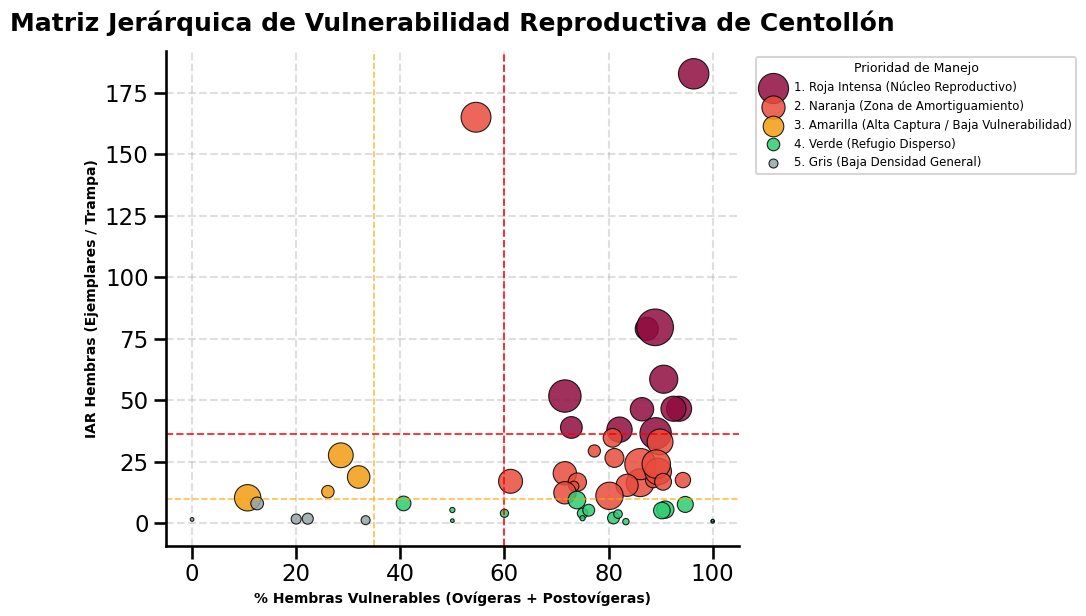 Matriz Jerárquica de Vulnerabilidad Reproductiva de Centollón
Prioridad de Manejo
1. Roja Intensa (Núcleo Reproductivo)
2. Naranja (Zona de Amortiguamiento)
3. Amarilla (Alta Captura / Baja Vulnerabilidad)
4. Verde (Refugio Disperso)
5. Gris (Baja Densidad General)
IAR Hembras (Ejemplares / Trampa)
175
150
125
100
75
50
25
0
0 20 40 60 80 100
% Hembras Vulnerables (Ovígeras + Postovígeras)